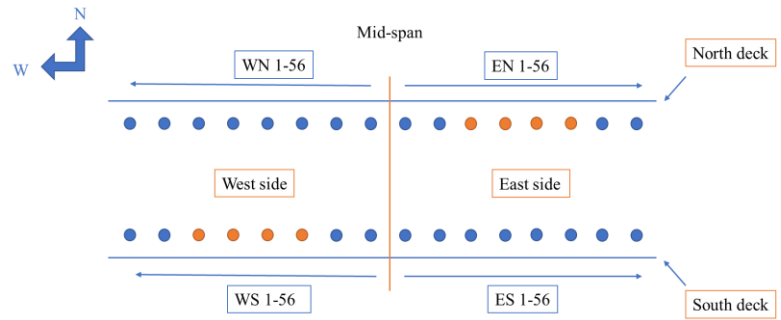 N
W
Mid-span
WN 1-56
EN 1-56
North deck
West side
East side
WS 1-56
ES 1-56
South deck